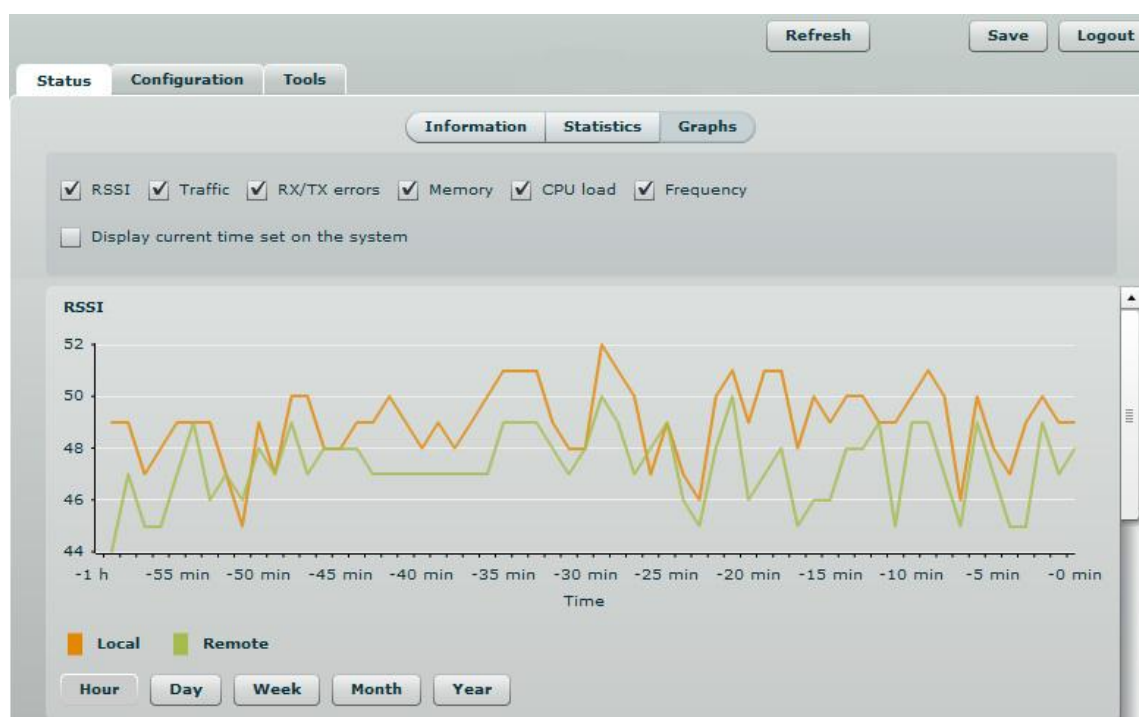 Refresh Save Logout
Status Configuration Tools
Information Statistics Graphs
RSSI Traffic RX/TX errors Memory CPU load Frequency
Display current time set on the system
RSSI
52
50
48
46
44
-1 h -55 min -50 min -45 min -40 min -35 min -30 min -25 min -20 min -15 min -10 min -5 min -0 min
Time
Local Remote
Hour Day Week Month Year